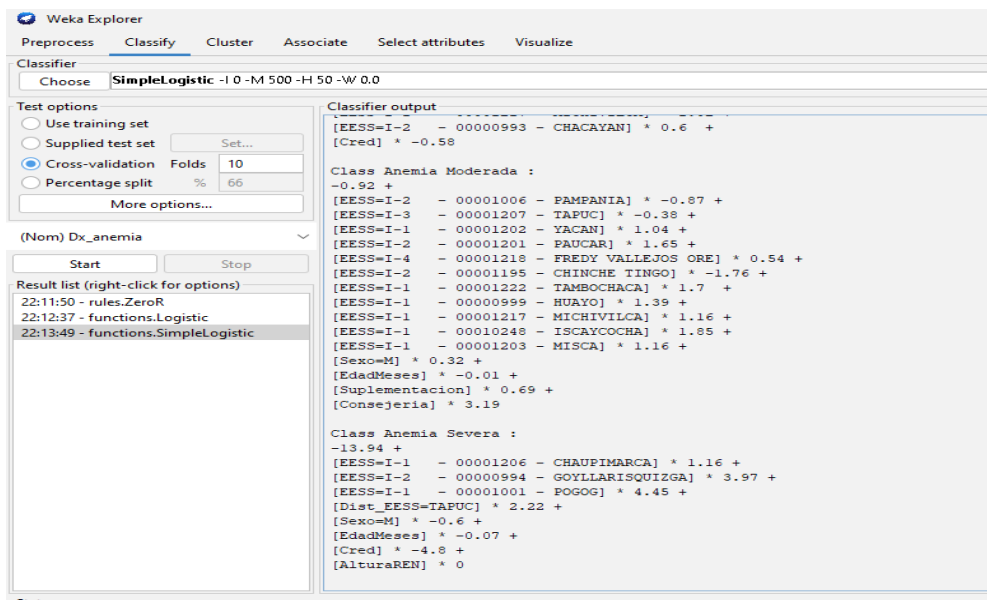 Weka Explorer
Preprocess Classify Cluster Associate Select attributes Visualize
Classifier
Choose SimpleLogistic -I 0 -M 500 -H 50 -W 0.0
Test options
Use training set
Supplied test set Set...
Cross-validation Folds 10
Percentage split % 66
More options...
(Nom) Dx_anemia
Start Stop
Result list (right-click for options)
22:11:50 - rules.ZeroR
22:12:37 - functions.Logistic
22:13:49 - functions.SimpleLogistic
Classifier output
[EESS=I-2 - 00000993 - CHACAYAN] * 0.6 +
[Cred] * -0.58
Class Anemia Moderada :
-0.92 +
[EESS=I-2 - 00001006 - PAMPANIA] * -0.87 +
[EESS=I-3 - 00001207 - TAPUC] * -0.38 +
[EESS=I-1 - 00001202 - YACAN] * 1.04 +
[EESS=I-2 - 00001201 - PAUCAR] * 1.65 +
[EESS=I-4 - 00001218 - FREDY VALLEJOS ORE] * 0.54 +
[EESS=I-2 - 00001195 - CHINCHE TINGO] * -1.76 +
[EESS=I-1 - 00001222 - TAMBOCHACA] * 1.7 +
[EESS=I-1 - 00000999 - HUAYO] * 1.39 +
[EESS=I-1 - 00001217 - MICHIVILCA] * 1.16 +
[EESS=I-1 - 00010248 - ISCAYCOCHA] * 1.85 +
[EESS=I-1 - 00001203 - MISCA] * 1.16 +
[Sexo=M] * 0.32 +
[EdadMeses] * -0.01 +
[Suplementacion] * 0.69 +
[Consejeria] * 3.19
Class Anemia Severa :
-13.94 +
[EESS=I-1 - 00001206 - CHAUPIMARCA] * 1.16 +
[EESS=I-2 - 00000994 - GOYLLARISQUIZGA] * 3.97 +
[EESS=I-1 - 00001001 - POGOG] * 4.45 +
[Dist_EESS=TAPUC] * 2.22 +
[Sexo=M] * -0.6 +
[EdadMeses] * -0.07 +
[Cred] * -4.8 +
[AlturaREN] * 0